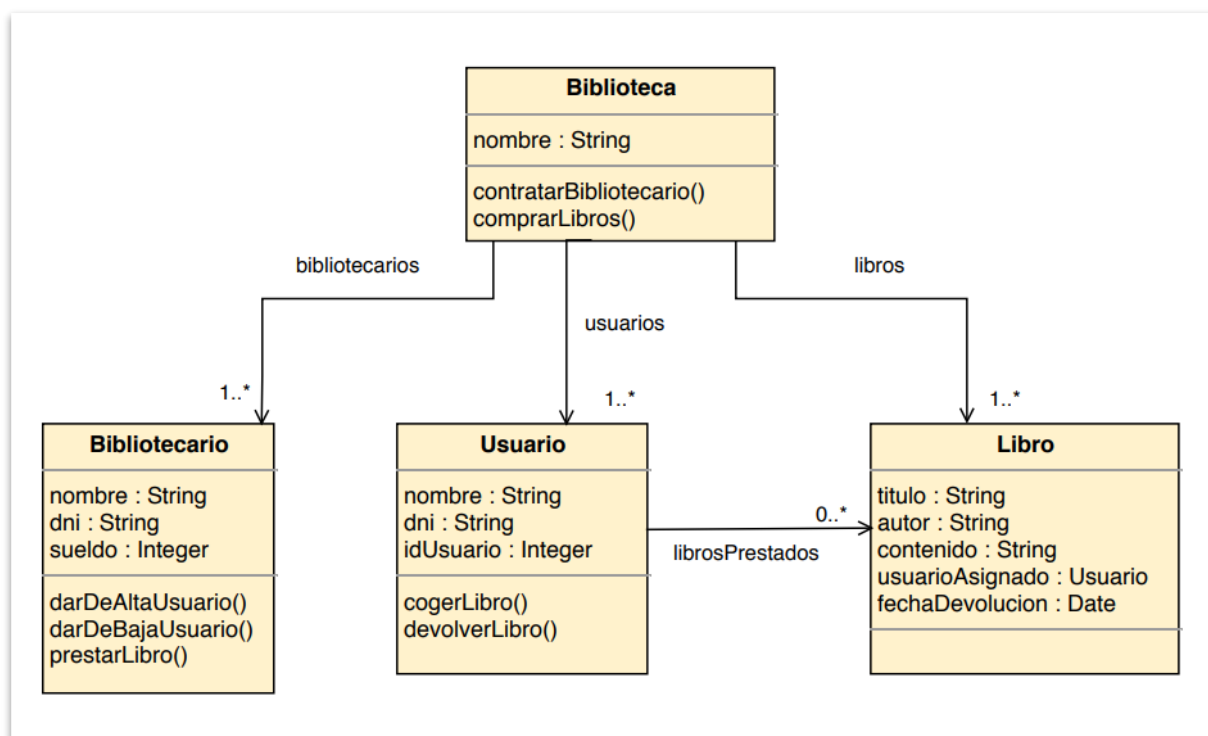 Biblioteca
nombre : String
contratarBibliotecario()
comprarLibros()
bibliotecarios
usuarios
libros
1..*
1..*
1..*
Bibliotecario
nombre : String
dni : String
sueldo : Integer
darDeAltaUsuario()
darDeBajaUsuario()
prestarLibro()
Usuario
nombre : String
dni : String
idUsuario : Integer
cogerLibro()
devolverLibro()
0..*
librosPrestados
Libro
titulo : String
autor : String
contenido : String
usuarioAsignado : Usuario
fechaDevolucion : Date